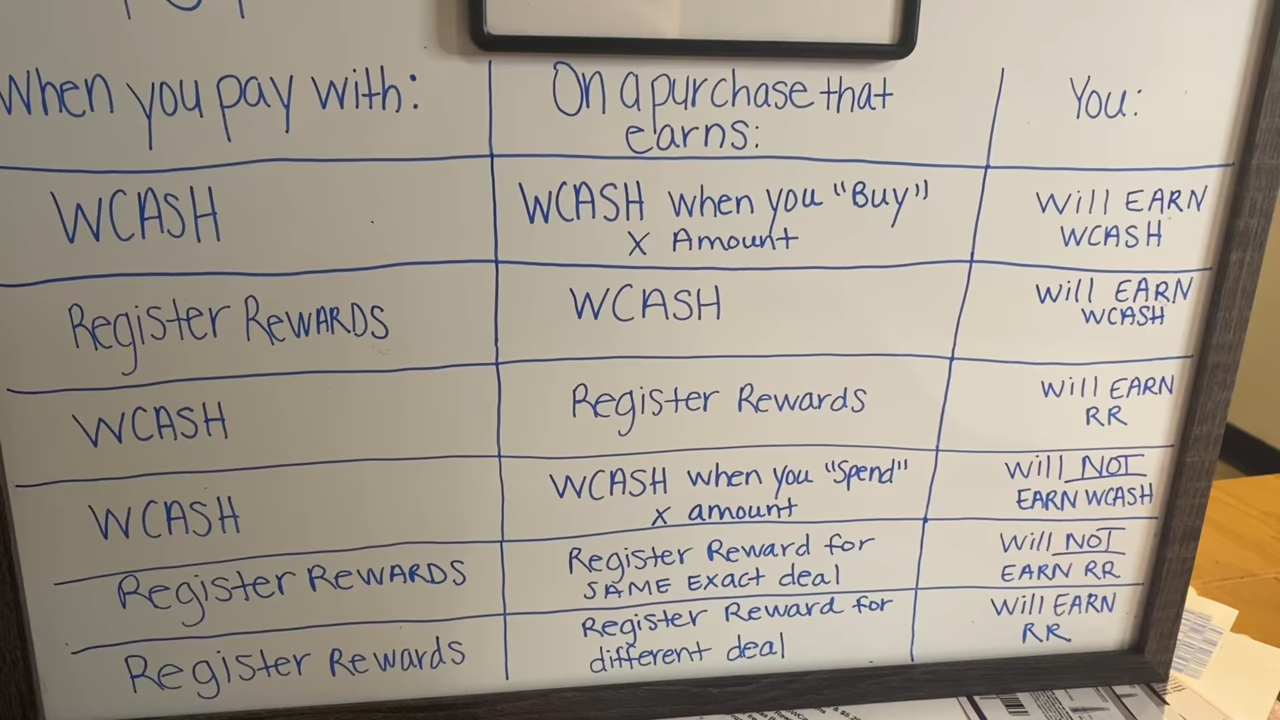 When you pay with:
On a purchase that
earns:
You:
WCASH
WCASH when you "Buy"
X Amount
Will EARN
WCASH
Register ReWARDS
WCASH
Will EARN
WCASH
WCASH
Register Rewards
Will EARN
RR
WCASH
WCASH when you "Spend"
X amount
Will NOT
EARN WCASH
Register ReWARDS
Register Reward for
SAME Exact deal
Will NOT
EARN RR
Register Rewards
Register Reward for
different deal
Will EARN
RR